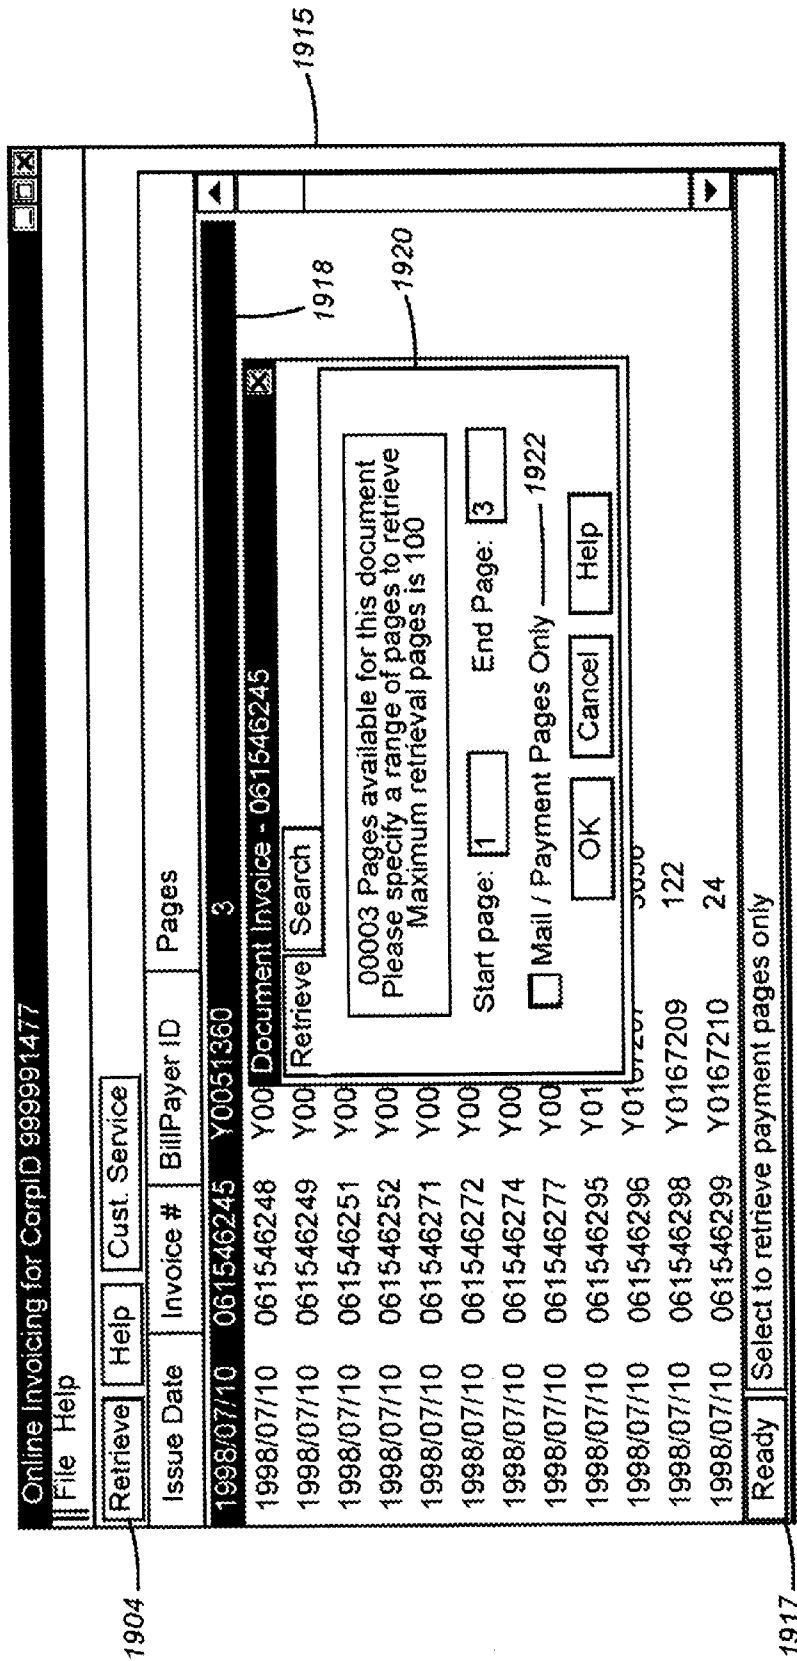 Online Invoicing for CorpID 999991477
File Help
Retrieve Help Cust. Service
Issue Date Invoice # BillPayer ID Pages
1998/07/10 061546245 Y0051360 3
1998/07/10 061546248 Y00
1998/07/10 061546249 Y00
1998/07/10 061546251 Y00
1998/07/10 061546252 Y00
1998/07/10 061546271 Y00
1998/07/10 061546272 Y00
1998/07/10 061546274 Y00
1998/07/10 061546277 Y00
1998/07/10 061546295 Y01
1998/07/10 061546296
1998/07/10 061546298 Y0167209 122
1998/07/10 061546299 Y0167210 24
Document Invoice - 061546245
Retrieve Search
00003 Pages available for this document
Please specify a range of pages to retrieve
Maximum retrieval pages is 100
Start page: 1 End Page: 3
Mail / Payment Pages Only
OK Cancel Help
Ready Select to retrieve payment pages only
1904
1915
1917
1918
1920
1922